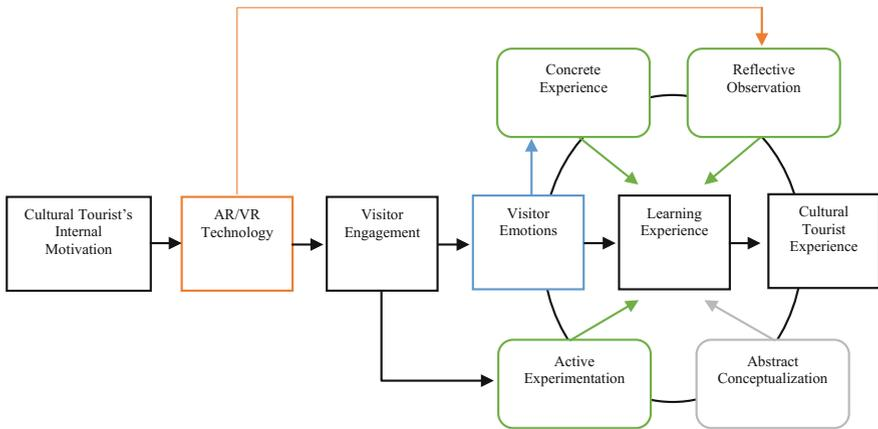 Concrete
Experience
Reflective
Observation
Cultural Tourist's
Internal
Motivation
AR/VR
Technology
Visitor
Engagement
Visitor
Emotions
Learning
Experience
Cultural
Tourist
Experience
Active
Experimentation
Abstract
Conceptualization